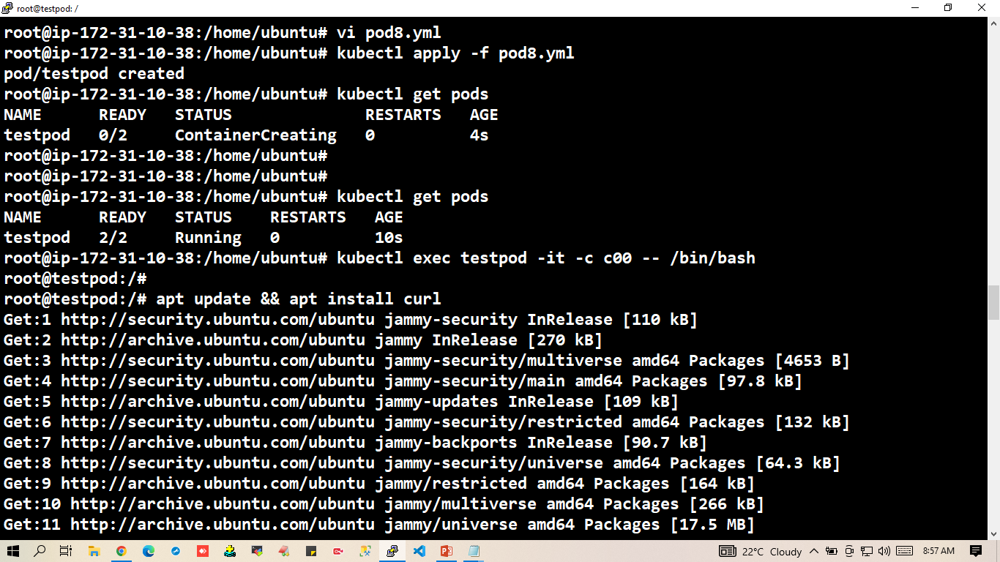 root@testpod: /
root@ip-172-31-10-38:/home/ubuntu# vi pod8.yml
root@ip-172-31-10-38:/home/ubuntu# kubectl apply -f pod8.yml
pod/testpod created
root@ip-172-31-10-38:/home/ubuntu# kubectl get pods
NAME      READY   STATUS              RESTARTS   AGE
testpod   0/2     ContainerCreating   0          4s
root@ip-172-31-10-38:/home/ubuntu#
root@ip-172-31-10-38:/home/ubuntu#
root@ip-172-31-10-38:/home/ubuntu# kubectl get pods
NAME      READY   STATUS    RESTARTS   AGE
testpod   2/2     Running   0          10s
root@ip-172-31-10-38:/home/ubuntu# kubectl exec testpod -it -c c00 -- /bin/bash
root@testpod:/#
root@testpod:/# apt update && apt install curl
Get:1 http://security.ubuntu.com/ubuntu jammy-security InRelease [110 kB]
Get:2 http://archive.ubuntu.com/ubuntu jammy InRelease [270 kB]
Get:3 http://security.ubuntu.com/ubuntu jammy-security/multiverse amd64 Packages [4653 B]
Get:4 http://security.ubuntu.com/ubuntu jammy-security/main amd64 Packages [97.8 kB]
Get:5 http://archive.ubuntu.com/ubuntu jammy-updates InRelease [109 kB]
Get:6 http://security.ubuntu.com/ubuntu jammy-security/restricted amd64 Packages [132 kB]
Get:7 http://archive.ubuntu.com/ubuntu jammy-backports InRelease [90.7 kB]
Get:8 http://security.ubuntu.com/ubuntu jammy-security/universe amd64 Packages [64.3 kB]
Get:9 http://archive.ubuntu.com/ubuntu jammy/restricted amd64 Packages [164 kB]
Get:10 http://archive.ubuntu.com/ubuntu jammy/multiverse amd64 Packages [266 kB]
Get:11 http://archive.ubuntu.com/ubuntu jammy/universe amd64 Packages [17.5 MB]
22°C Cloudy 8:57 AM